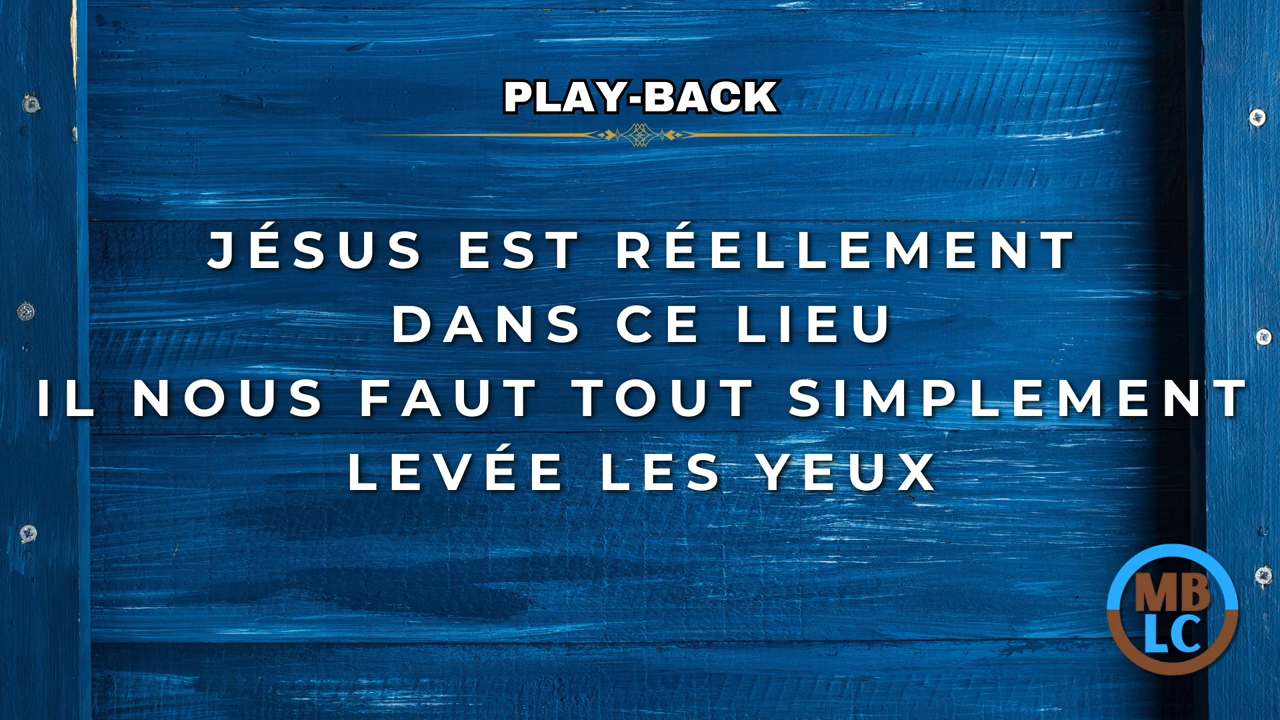 PLAY-BACK
JÉSUS EST RÉELLEMENT
DANS CE LIEU
IL NOUS FAUT TOUT SIMPLEMENT
LEVÉE LES YEUX
MB
LC